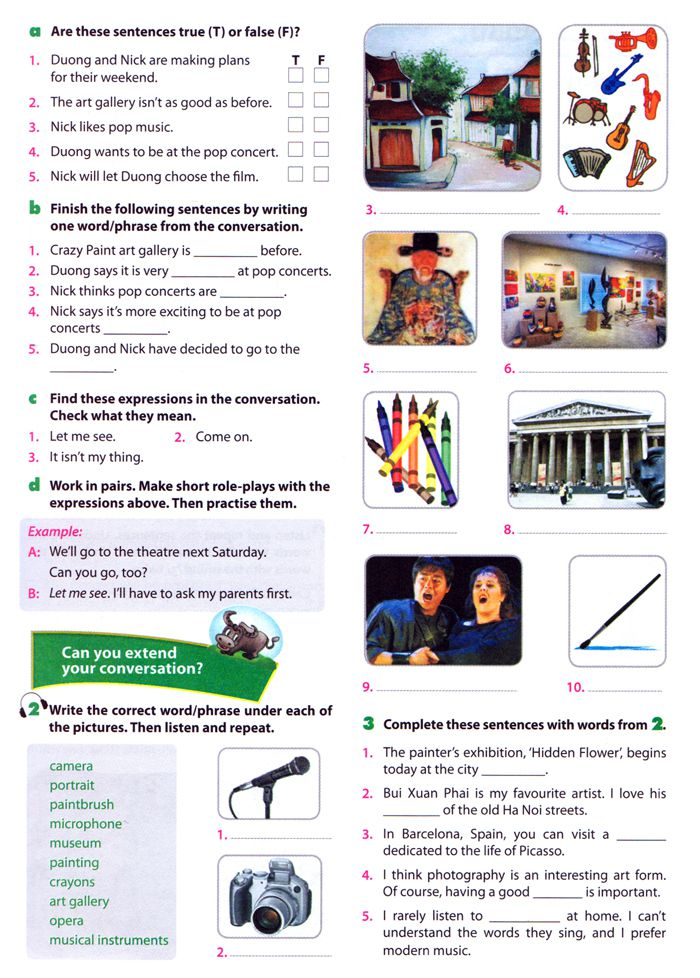 a Are these sentences true (T) or false (F)?
1. Duong and Nick are making plans
for their weekend.
T F
2. The art gallery isn't as good as before.
3. Nick likes pop music.
4. Duong wants to be at the pop concert.
5. Nick will let Duong choose the film.
b Finish the following sentences by writing
one word/phrase from the conversation.
1. Crazy Paint art gallery is _________ before.
2. Duong says it is very _________ at pop concerts.
3. Nick thinks pop concerts are _________.
4. Nick says it's more exciting to be at pop
concerts _________.
5. Duong and Nick have decided to go to the
_________.
c Find these expressions in the conversation.
Check what they mean.
1. Let me see. 2. Come on.
3. It isn't my thing.
d Work in pairs. Make short role-plays with the
expressions above. Then practise them.
Example:
A: We'll go to the theatre next Saturday.
Can you go, too?
B: Let me see. I'll have to ask my parents first.
Can you extend
your conversation?
2 Write the correct word/phrase under each of
the pictures. Then listen and repeat.
camera
portrait
paintbrush
microphone
museum
painting
crayons
art gallery
opera
musical instruments
1.
2.
3. 4.
5. 6.
7. 8.
9. 10.
3 Complete these sentences with words from 2.
1. The painter's exhibition, 'Hidden Flower', begins
today at the city _________.
2. Bui Xuan Phai is my favourite artist. I love his
________ of the old Ha Noi streets.
3. In Barcelona, Spain, you can visit a _______
dedicated to the life of Picasso.
4. I think photography is an interesting art form.
Of course, having a good _______ is important.
5. I rarely listen to __________ at home. I can't
understand the words they sing, and I prefer
modern music.